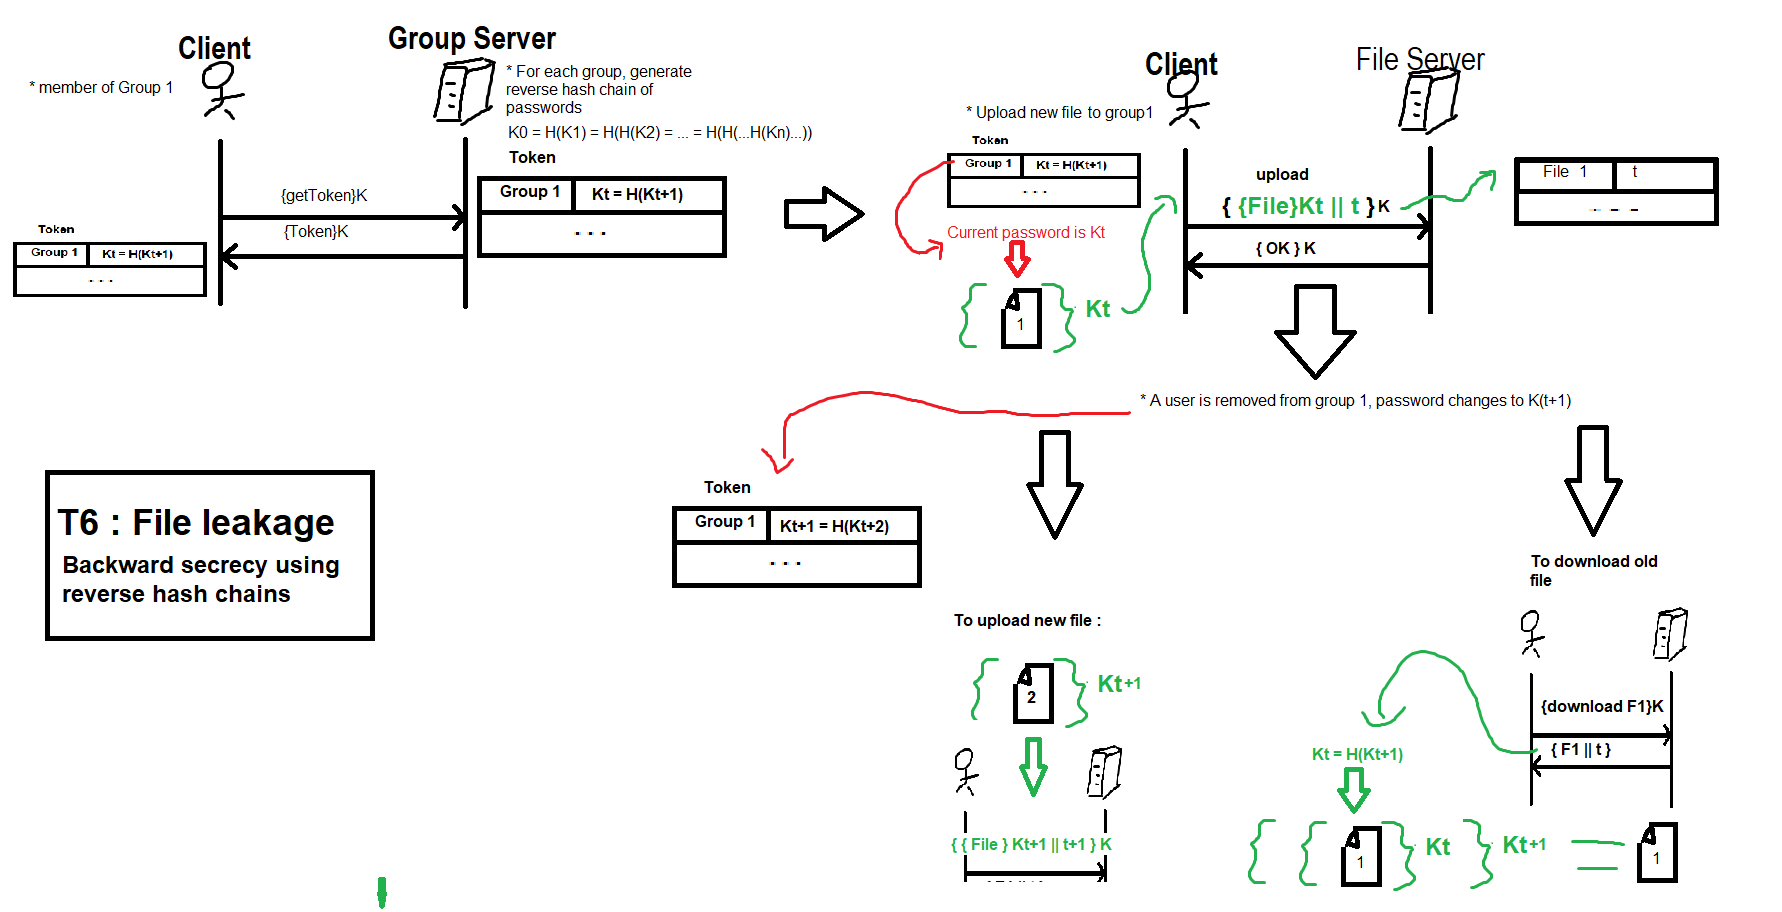 Client
Group Server
* member of Group 1
* For each group, generate
reverse hash chain of
passwords
K0 = H(K1) = H(H(K2) = ... = H(H(...H(Kn)...))
Token
Group 1
Kt = H(Kt+1)
. . .
{getToken}K
{Token}K
Token
Group 1
Kt = H(Kt+1)
. . .
Client
File Server
* Upload new file to group1
Token
Group 1
Kt = H(Kt+1)
. . .
Current password is Kt
{ 1 } Kt
upload
{ {File}Kt || t } K
{ OK } K
File 1
t
. . .
* A user is removed from group 1, password changes to K(t+1)
Token
Group 1
Kt+1 = H(Kt+2)
. . .
T6 : File leakage
Backward secrecy using
reverse hash chains
To upload new file :
{ 2 } Kt+1
{ { File } Kt+1 || t+1 } K
To download old
file
{download F1}K
{ F1 || t }
Kt = H(Kt+1)
{ { 1 } Kt } Kt+1 = 1